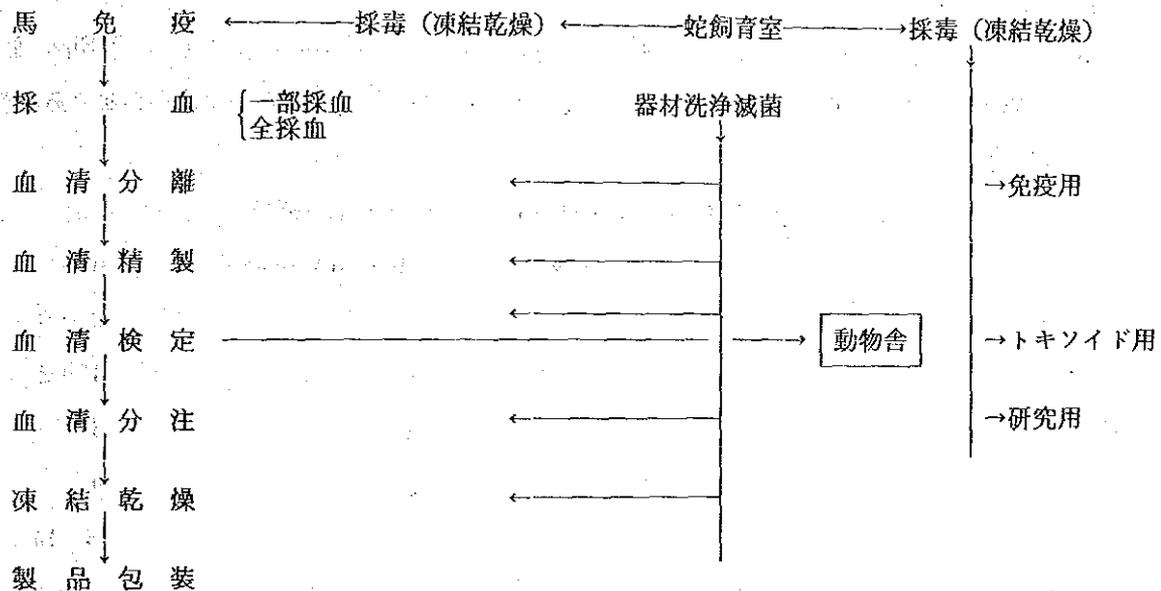 馬免疫 ← 採毒（凍結乾燥） ← 蛇飼育室 → 採毒（凍結乾燥）
採血 一部採血
全採血
器材洗浄滅菌
血清分離
→免疫用
血清精製
血清検定 → 動物舎
→トキソイド用
血清分注
→研究用
凍結乾燥
製品包装